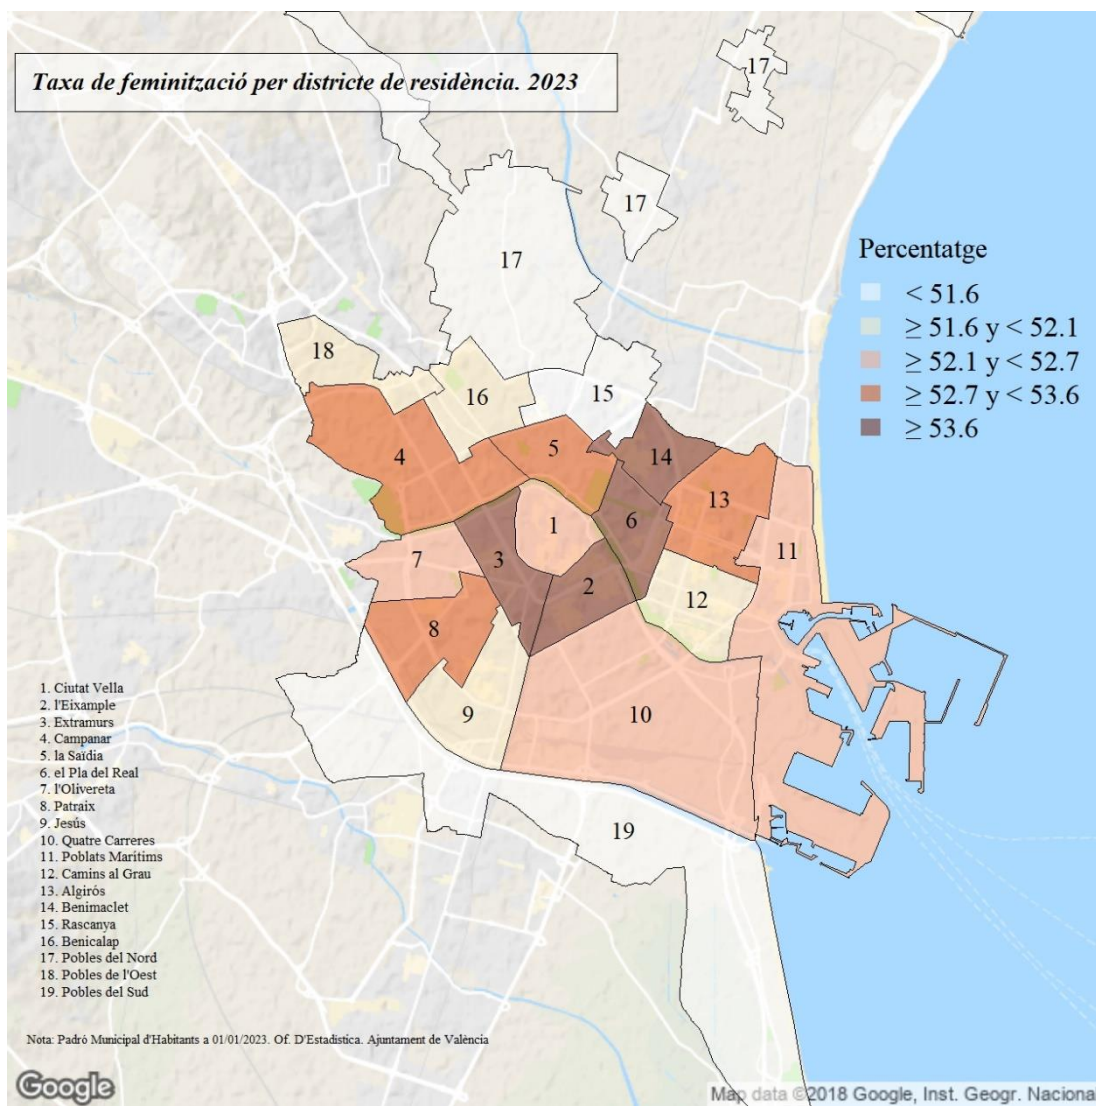 Taxa de feminització per districte de residència. 2023
17
17
17
Percentatge
< 51.6
≥ 51.6 y < 52.1
≥ 52.1 y < 52.7
≥ 52.7 y < 53.6
≥ 53.6
18
16
15
4
5
14
13
6
1
11
3
7
2
12
8
9
10
19
1. Ciutat Vella
2. l'Eixample
3. Extramurs
4. Campanar
5. la Saïdia
6. el Pla del Real
7. l'Olivereta
8. Patraix
9. Jesús
10. Quatre Carreres
11. Poblats Marítims
12. Camins al Grau
13. Algirós
14. Benimaclet
15. Rascanya
16. Benicalap
17. Pobles del Nord
18. Pobles de l'Oest
19. Pobles del Sud
Nota: Padró Municipal d'Habitants a 01/01/2023. Of. D'Estadística. Ajuntament de València
Google
Map data ©2018 Google, Inst. Geogr. Naciona